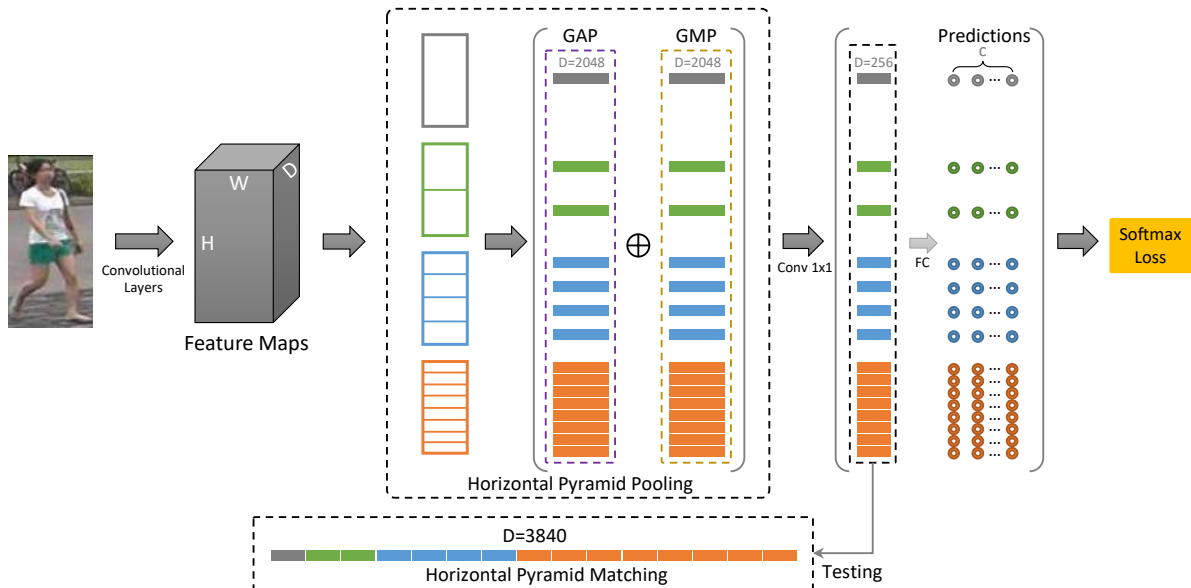 GAP
GMP
Predictions
D=2048
D=2048
D=256
C
W
D
H
Convolutional
Layers
Feature Maps
Conv 1x1
FC
Softmax
Loss
Horizontal Pyramid Pooling
D=3840
Horizontal Pyramid Matching
Testing